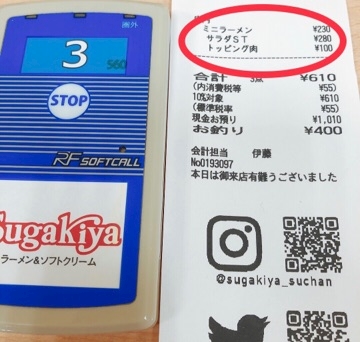 圏外
3
560
STOP
RF SOFTCALL
Sugakiya
ラーメン&ソフトクリーム
ミニラーメン ¥230
サラダST ¥280
トッピング肉 ¥100
合計 3点 ¥610
(内消費税等 ¥55)
10%対象 ¥610
(標準税率 ¥55)
現金お預り ¥1,010
お釣り ¥400
会計担当 伊藤
No0193097
本日は御来店有難うございました
@sugakiya_suchan